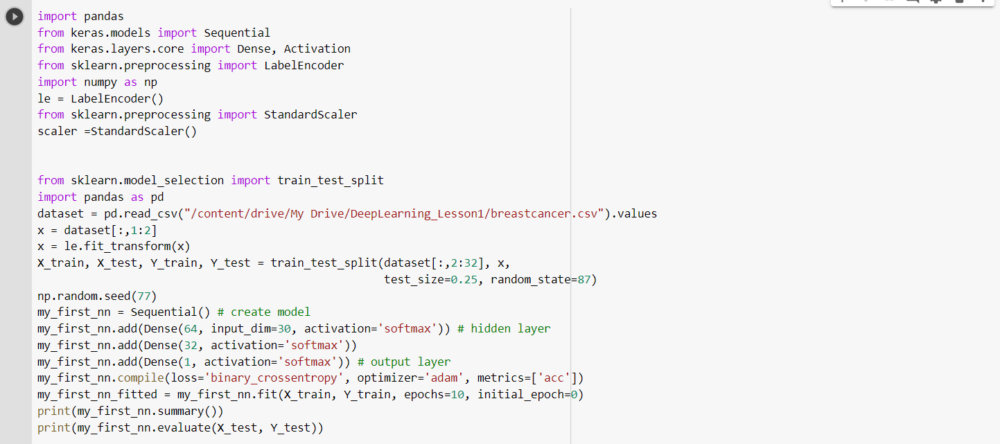 import pandas
from keras.models import Sequential
from keras.layers.core import Dense, Activation
from sklearn.preprocessing import LabelEncoder
import numpy as np
le = LabelEncoder()
from sklearn.preprocessing import StandardScaler
scaler =StandardScaler()
from sklearn.model_selection import train_test_split
import pandas as pd
dataset = pd.read_csv("/content/drive/My Drive/DeepLearning_Lesson1/breastcancer.csv").values
x = dataset[:,1:2]
x = le.fit_transform(x)
X_train, X_test, Y_train, Y_test = train_test_split(dataset[:,2:32], x,
test_size=0.25, random_state=87)
np.random.seed(77)
my_first_nn = Sequential() # create model
my_first_nn.add(Dense(64, input_dim=30, activation='softmax')) # hidden layer
my_first_nn.add(Dense(32, activation='softmax'))
my_first_nn.add(Dense(1, activation='softmax')) # output layer
my_first_nn.compile(loss='binary_crossentropy', optimizer='adam', metrics=['acc'])
my_first_nn_fitted = my_first_nn.fit(X_train, Y_train, epochs=10, initial_epoch=0)
print(my_first_nn.summary())
print(my_first_nn.evaluate(X_test, Y_test))